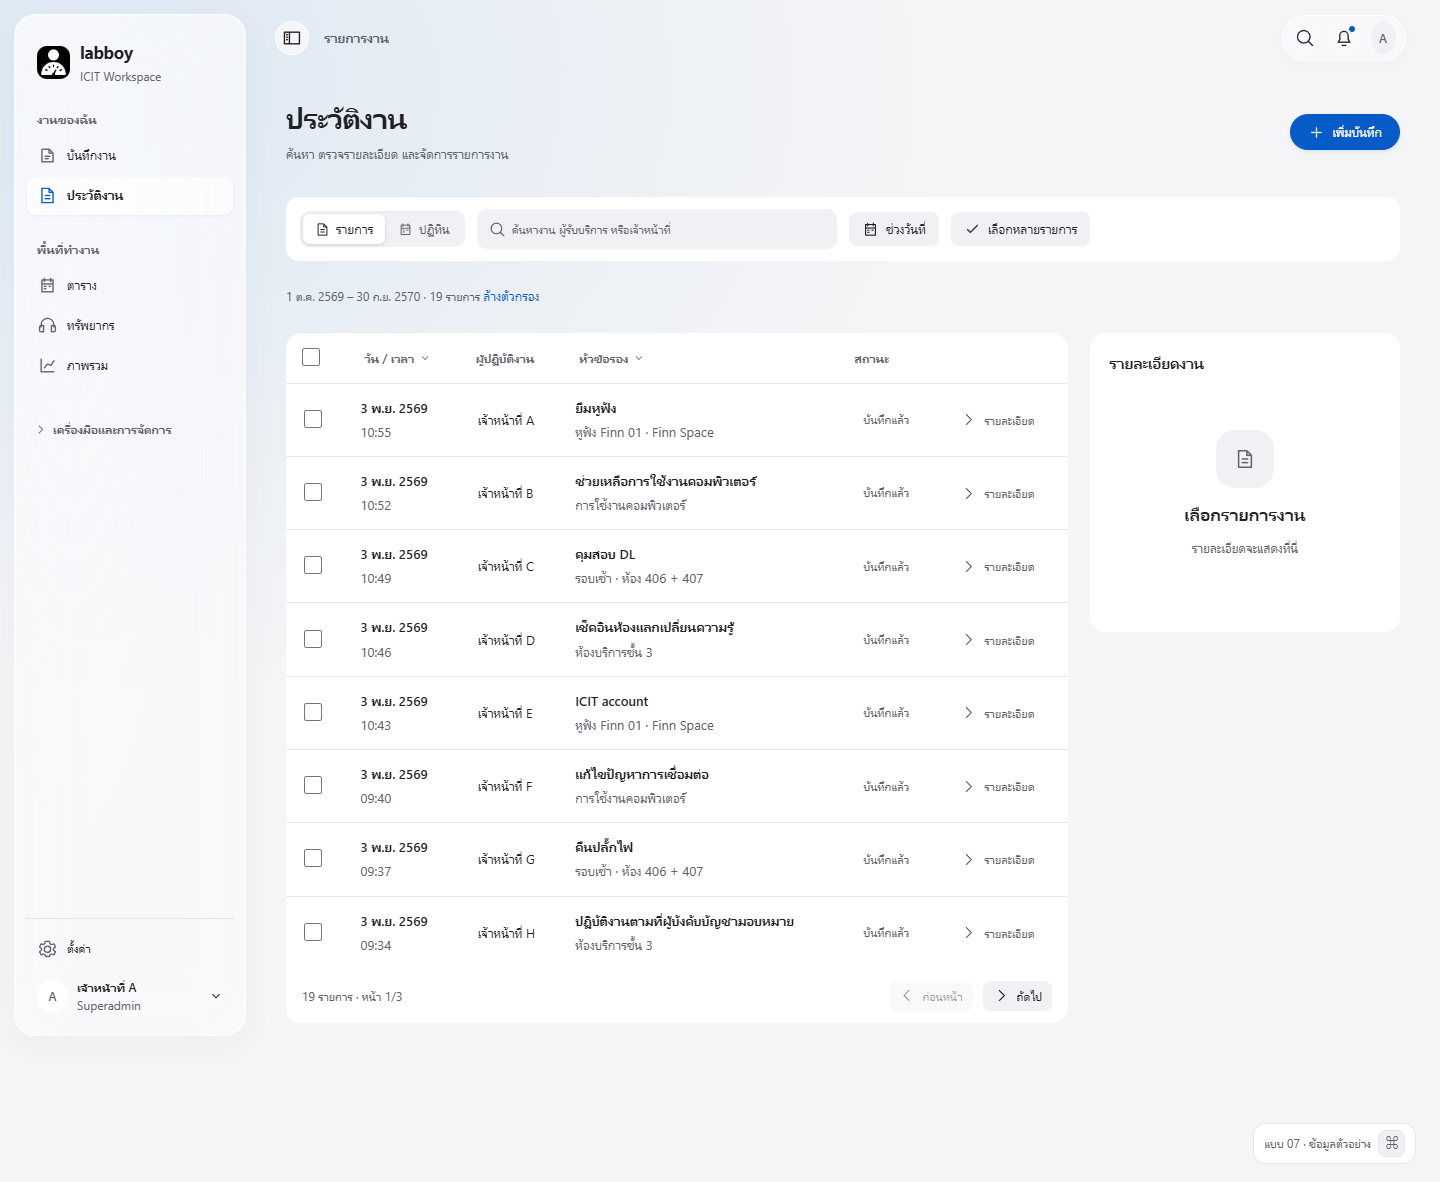 labboy
ICIT Workspace
งานของฉัน
บันทึกงาน
ประวัติงาน
พื้นที่ทำงาน
ตาราง
ทรัพยากร
ภาพรวม
เครื่องมือและการจัดการ
ตั้งค่า
A
เจ้าหน้าที่ A
Superadmin
รายการงาน
A
ประวัติงาน
ค้นหา ตรวจรายละเอียด และจัดการรายการงาน
เพิ่มบันทึก
รายการ
ปฏิทิน
ค้นหางาน ผู้รับบริการ หรือเจ้าหน้าที่
ช่วงวันที่
เลือกหลายรายการ
1 ต.ค. 2569 – 30 ก.ย. 2570 · 19 รายการ ล้างตัวกรอง
วัน / เวลา ผู้ปฏิบัติงาน หัวข้อรอง สถานะ
3 พ.ย. 2569
10:55
เจ้าหน้าที่ A
ยืมหูฟัง
หูฟัง Finn 01 · Finn Space
บันทึกแล้ว
รายละเอียด
3 พ.ย. 2569
10:52
เจ้าหน้าที่ B
ช่วยเหลือการใช้งานคอมพิวเตอร์
การใช้งานคอมพิวเตอร์
บันทึกแล้ว
รายละเอียด
3 พ.ย. 2569
10:49
เจ้าหน้าที่ C
คุมสอบ DL
รอบเช้า · ห้อง 406 + 407
บันทึกแล้ว
รายละเอียด
3 พ.ย. 2569
10:46
เจ้าหน้าที่ D
เช็คอินห้องแลกเปลี่ยนความรู้
ห้องบริการชั้น 3
บันทึกแล้ว
รายละเอียด
3 พ.ย. 2569
10:43
เจ้าหน้าที่ E
ICIT account
หูฟัง Finn 01 · Finn Space
บันทึกแล้ว
รายละเอียด
3 พ.ย. 2569
09:40
เจ้าหน้าที่ F
แก้ไขปัญหาการเชื่อมต่อ
การใช้งานคอมพิวเตอร์
บันทึกแล้ว
รายละเอียด
3 พ.ย. 2569
09:37
เจ้าหน้าที่ G
คืนปลั๊กไฟ
รอบเช้า · ห้อง 406 + 407
บันทึกแล้ว
รายละเอียด
3 พ.ย. 2569
09:34
เจ้าหน้าที่ H
ปฏิบัติงานตามที่ผู้บังคับบัญชามอบหมาย
ห้องบริการชั้น 3
บันทึกแล้ว
รายละเอียด
19 รายการ · หน้า 1/3
ก่อนหน้า
ถัดไป
รายละเอียดงาน
เลือกรายการงาน
รายละเอียดจะแสดงที่นี่
แบบ 07 · ข้อมูลตัวอย่าง ⌘